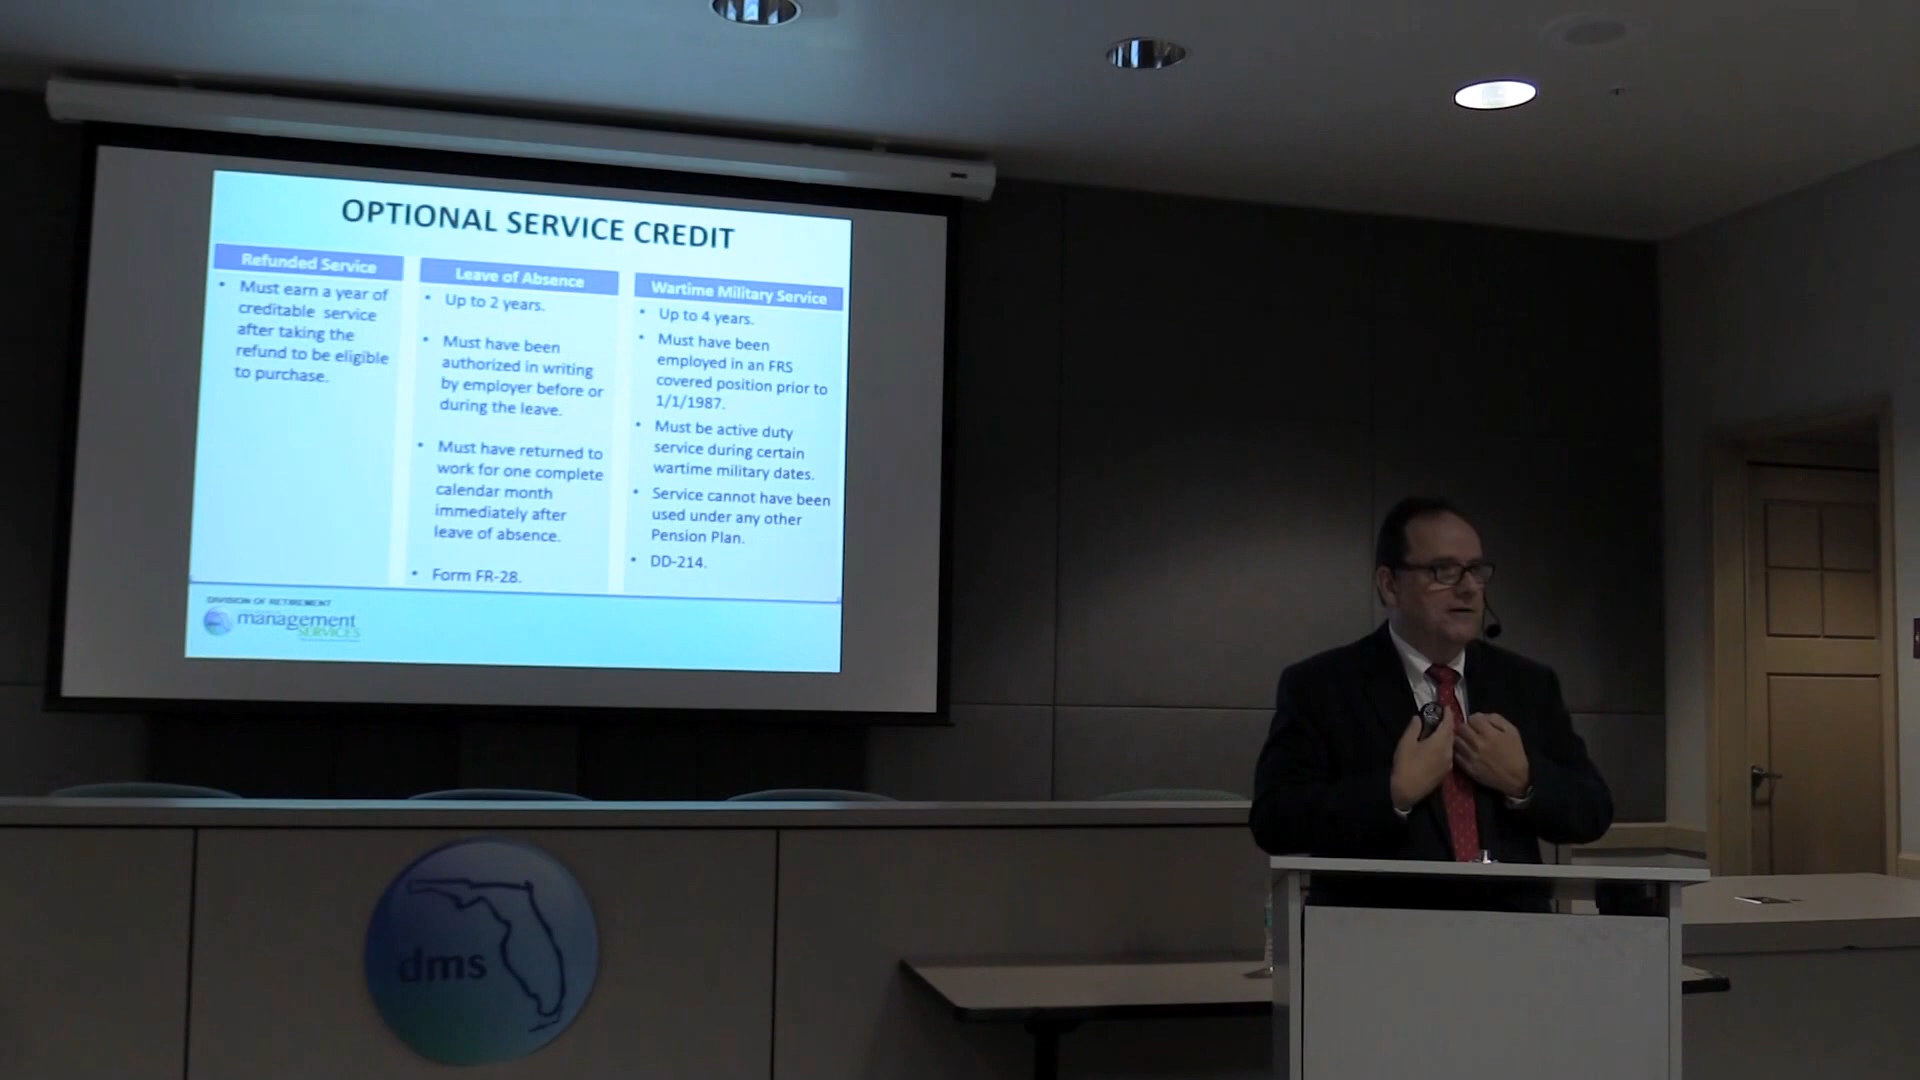 OPTIONAL SERVICE CREDIT
Refunded Service
• Must earn a year of
creditable service
after taking the
refund to be eligible
to purchase.
Leave of Absence
• Up to 2 years.
• Must have been
authorized in writing
by employer before or
during the leave.
• Must have returned to
work for one complete
calendar month
immediately after
leave of absence.
• Form FR-28.
Wartime Military Service
• Up to 4 years.
• Must have been
employed in an FRS
covered position prior to
1/1/1987.
• Must be active duty
service during certain
wartime military dates.
• Service cannot have been
used under any other
Pension Plan.
• DD-214.
DIVISION OF RETIREMENT
management
SERVICES
dms